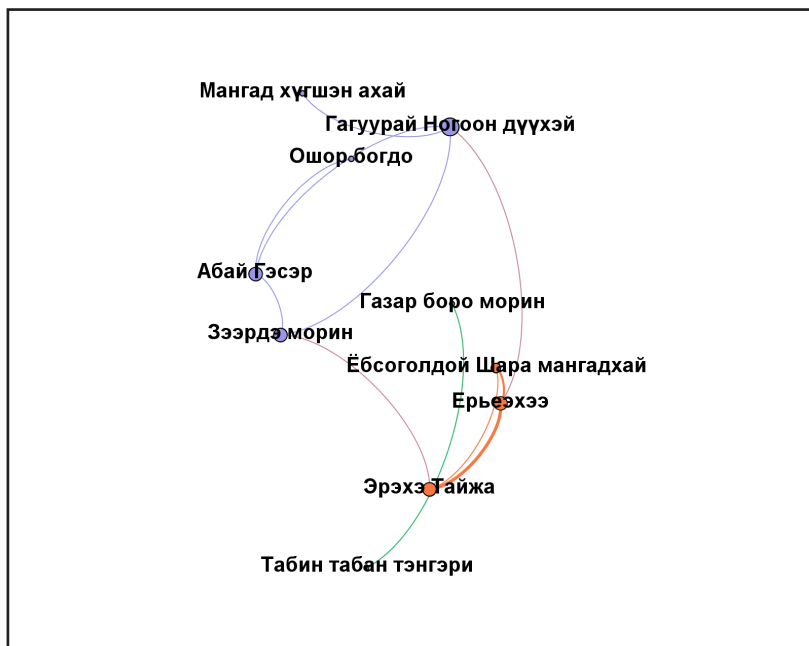 Мангад хүгшэн ахай
Гагуурай Ногоон дүүхэй
Ошор богдо
Абай Гэсэр
Газар боро морин
Зээрдэ морин
Ёбсоголдой Шара мангадхай
Ерьеэхээ
Эрэхэ Тайжа
Табин табан тэнгэри